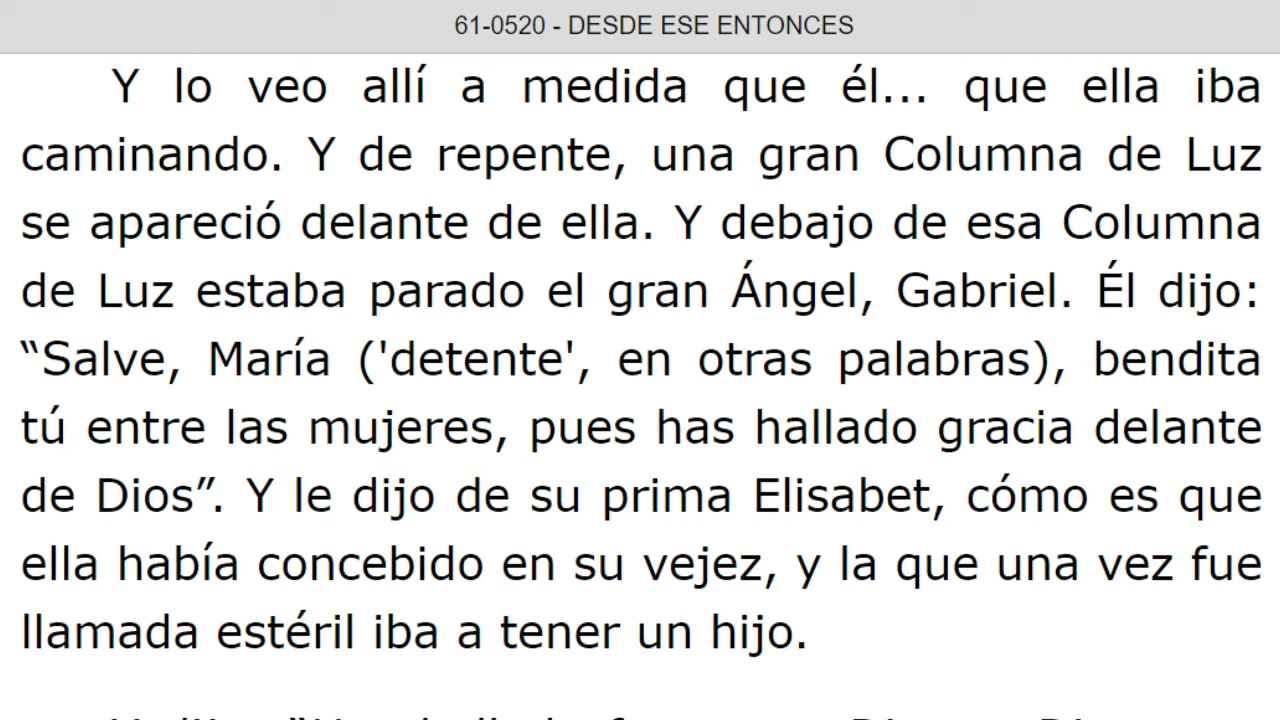 61-0520 - DESDE ESE ENTONCES
Y lo veo allí a medida que él... que ella iba
caminando. Y de repente, una gran Columna de Luz
se apareció delante de ella. Y debajo de esa Columna
de Luz estaba parado el gran Ángel, Gabriel. Él dijo:
“Salve, María ('detente', en otras palabras), bendita
tú entre las mujeres, pues has hallado gracia delante
de Dios”. Y le dijo de su prima Elisabet, cómo es que
ella había concebido en su vejez, y la que una vez fue
llamada estéril iba a tener un hijo.